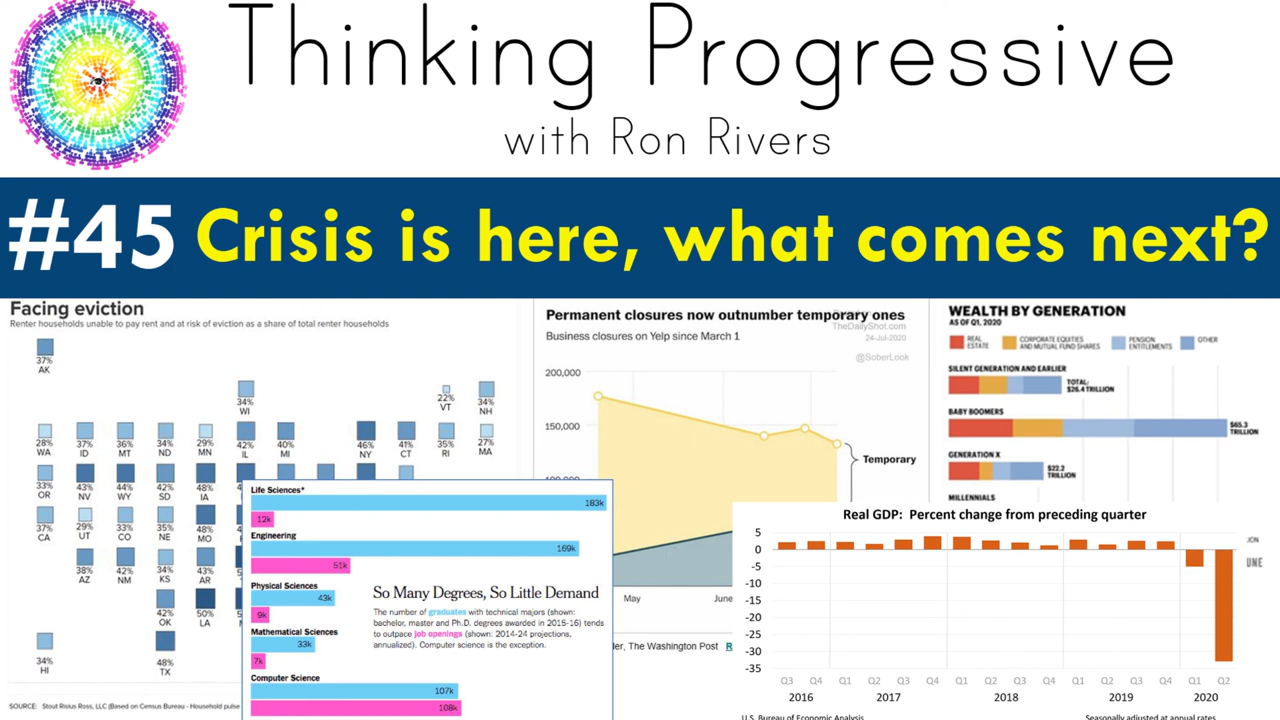 Thinking Progressive
with Ron Rivers
#45 Crisis is here, what comes next?
Facing eviction
Renter households unable to pay rent and at risk of eviction as a share of total renter households
37%
AK
34%
WI
22%
VT
34%
NH
28%
WA
37%
ID
36%
MT
34%
ND
29%
MN
42%
IL
40%
MI
46%
NY
41%
CT
35%
RI
27%
MA
33%
OR
43%
NV
44%
WY
42%
SD
48%
IA
37%
CA
29%
UT
33%
CO
35%
NE
48%
MO
38%
AZ
42%
NM
34%
KS
43%
AR
42%
OK
50%
LA
34%
HI
48%
TX
SOURCE: Stout Risius Ross, LLC (Based on Census Bureau - Household pulse
Life Sciences*
183k
12k
Engineering
169k
51k
Physical Sciences
43k
9k
Mathematical Sciences
33k
7k
Computer Science
107k
108k
So Many Degrees, So Little Demand
The number of graduates with technical majors (shown:
bachelor, master and Ph.D. degrees awarded in 2015-16) tends
to outpace job openings (shown: 2014-24 projections,
annualized). Computer science is the exception.
Permanent closures now outnumber temporary ones
TheDailyShot.com
Business closures on Yelp since March 1
24-Jul-2020
@SoberLook
200,000
150,000
Temporary
May
June
The Washington Post
WEALTH BY GENERATION
AS OF Q1, 2020
REAL
ESTATE
CORPORATE EQUITIES
AND MUTUAL FUND SHARES
PENSION
ENTITLEMENTS
OTHER
SILENT GENERATION AND EARLIER
TOTAL:
$26.4 TRILLION
BABY BOOMERS
$65.3
TRILLION
GENERATION X
$22.2
TRILLION
MILLENNIALS
Real GDP: Percent change from preceding quarter
5
0
-5
-10
-15
-20
-25
-30
-35
Q3 Q4 Q1 Q2 Q3 Q4 Q1 Q2 Q3 Q4 Q1 Q2 Q3 Q4 Q1 Q2
2016 2017 2018 2019 2020
U.S. Bureau of Economic Analysis
Seasonally adjusted at annual rates